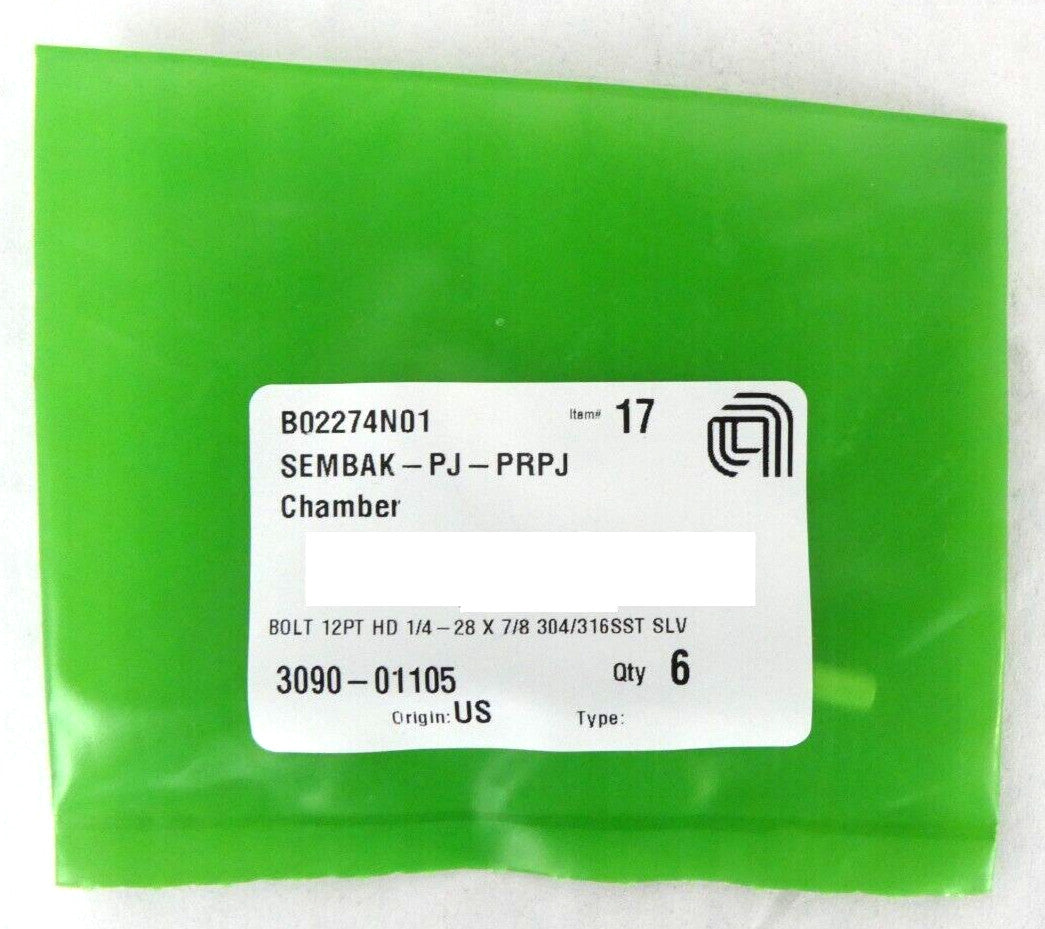 B02274N01 Item# 17
SEMBAK-PJ-PRPJ
Chamber
BOLT 12PT HD 1/4-28 X 7/8 304/316SST SLV
3090-01105 Qty 6
Origin: US Type: